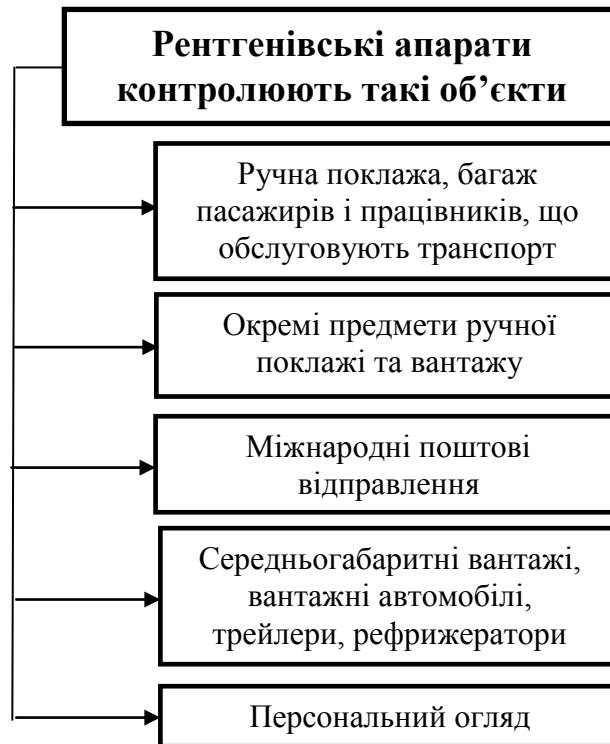 Рентгенівські апарати
контролюють такі об’єкти
Ручна поклажа, багаж
пасажирів і працівників, що
обслуговують транспорт
Окремі предмети ручної
поклажі та вантажу
Міжнародні поштові
відправлення
Середньогабаритні вантажі,
вантажні автомобілі,
трейлери, рефрижератори
Персональний огляд